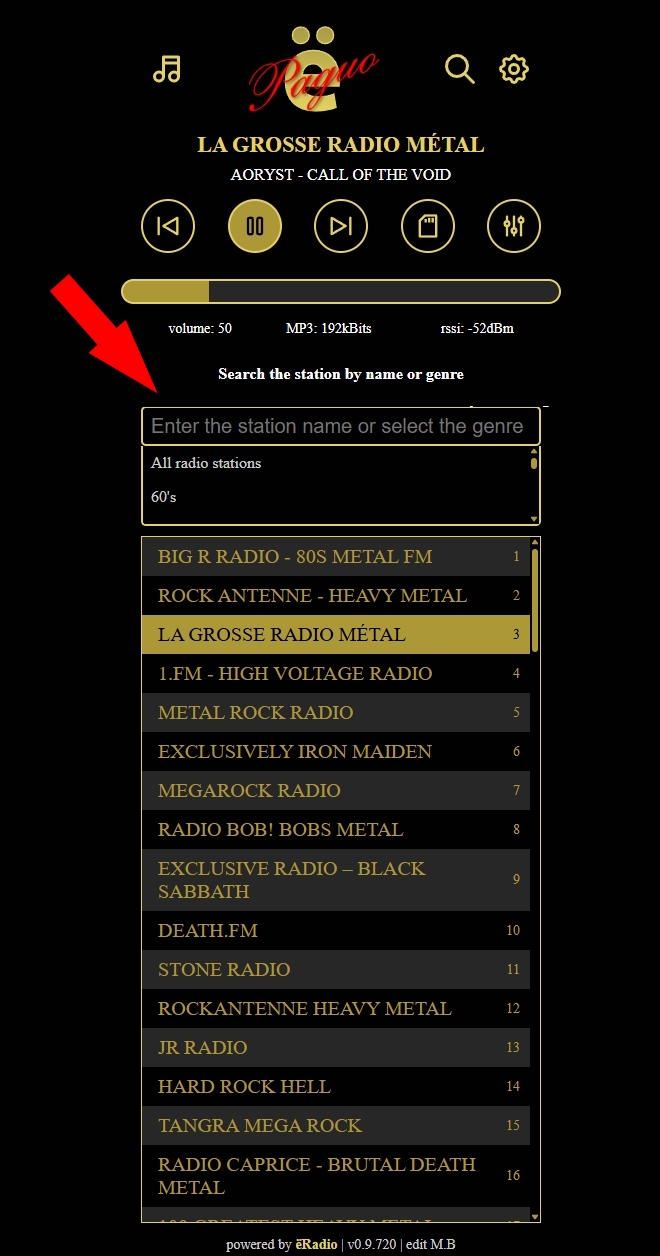 ё
Радио
LA GROSSE RADIO MÉTAL
AORYST - CALL OF THE VOID
volume: 50 MP3: 192kBits rssi: -52dBm
Search the station by name or genre
Enter the station name or select the genre
All radio stations
60's
BIG R RADIO - 80S METAL FM 1
ROCK ANTENNE - HEAVY METAL 2
LA GROSSE RADIO MÉTAL 3
1.FM - HIGH VOLTAGE RADIO 4
METAL ROCK RADIO 5
EXCLUSIVELY IRON MAIDEN 6
MEGAROCK RADIO 7
RADIO BOB! BOBS METAL 8
EXCLUSIVE RADIO – BLACK
SABBATH 9
DEATH.FM 10
STONE RADIO 11
ROCKANTENNE HEAVY METAL 12
JR RADIO 13
HARD ROCK HELL 14
TANGRA MEGA ROCK 15
RADIO CAPRICE - BRUTAL DEATH
METAL 16
powered by ёRadio | v0.9.720 | edit M.B